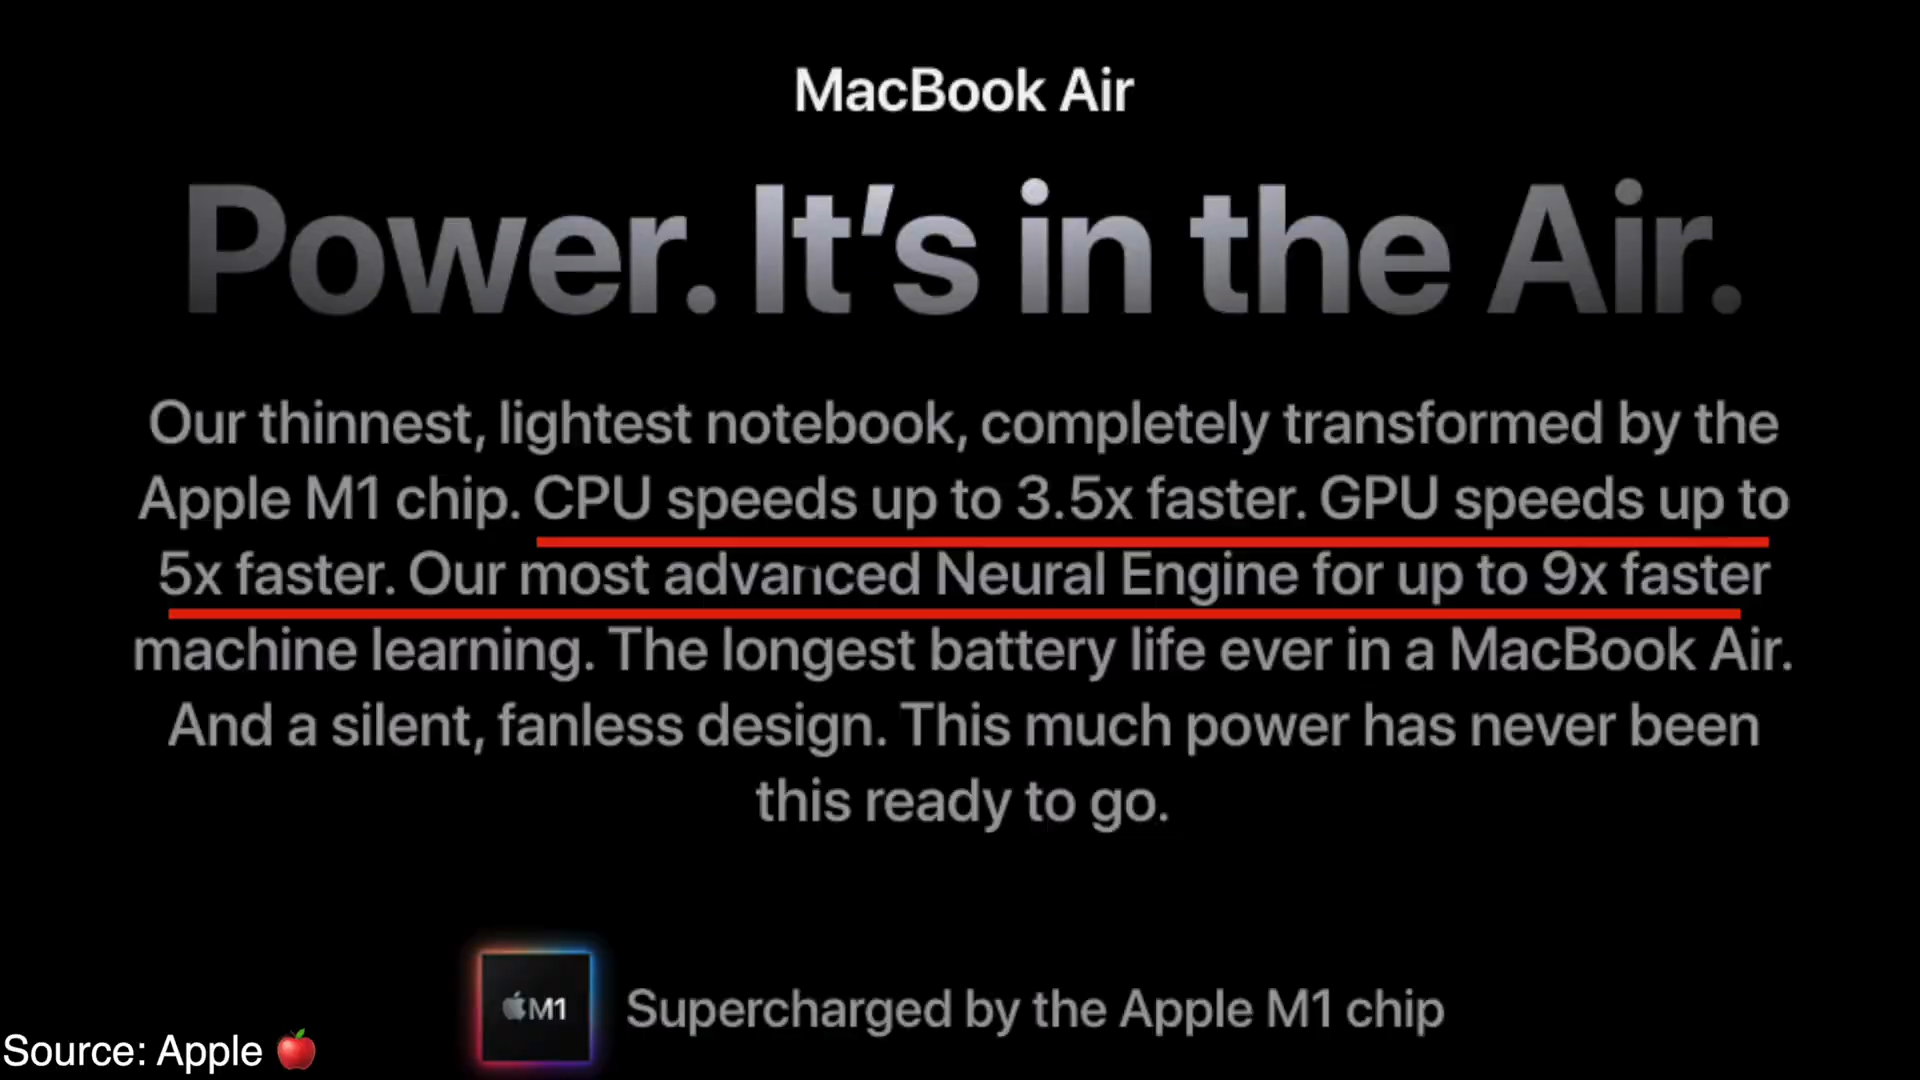 MacBook Air
Power. It’s in the Air.
Our thinnest, lightest notebook, completely transformed by the
Apple M1 chip. CPU speeds up to 3.5x faster. GPU speeds up to
5x faster. Our most advanced Neural Engine for up to 9x faster
machine learning. The longest battery life ever in a MacBook Air.
And a silent, fanless design. This much power has never been
this ready to go.
M1
Supercharged by the Apple M1 chip
Source: Apple 🍎